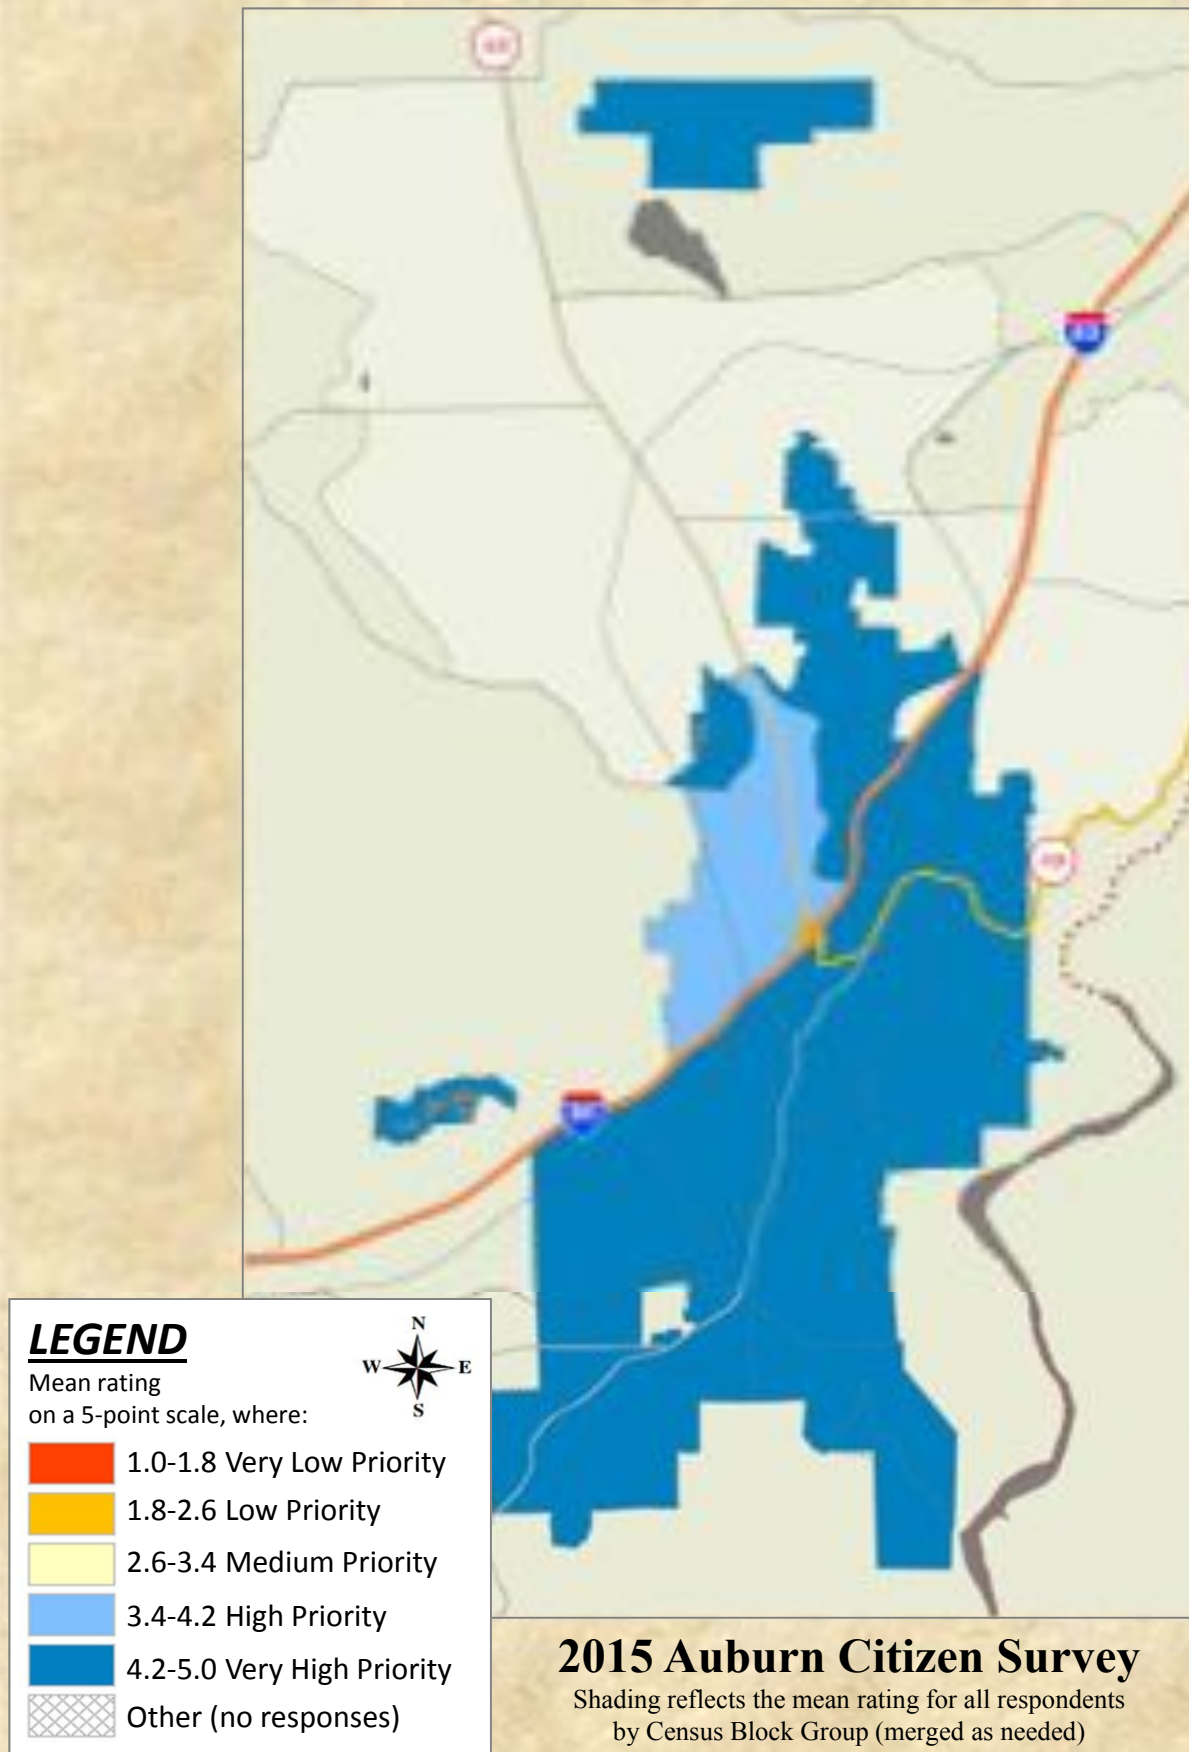 LEGEND
Mean rating
on a 5-point scale, where:
N
W E
S
1.0-1.8 Very Low Priority
1.8-2.6 Low Priority
2.6-3.4 Medium Priority
3.4-4.2 High Priority
4.2-5.0 Very High Priority
Other (no responses)
2015 Auburn Citizen Survey
Shading reflects the mean rating for all respondents
by Census Block Group (merged as needed)